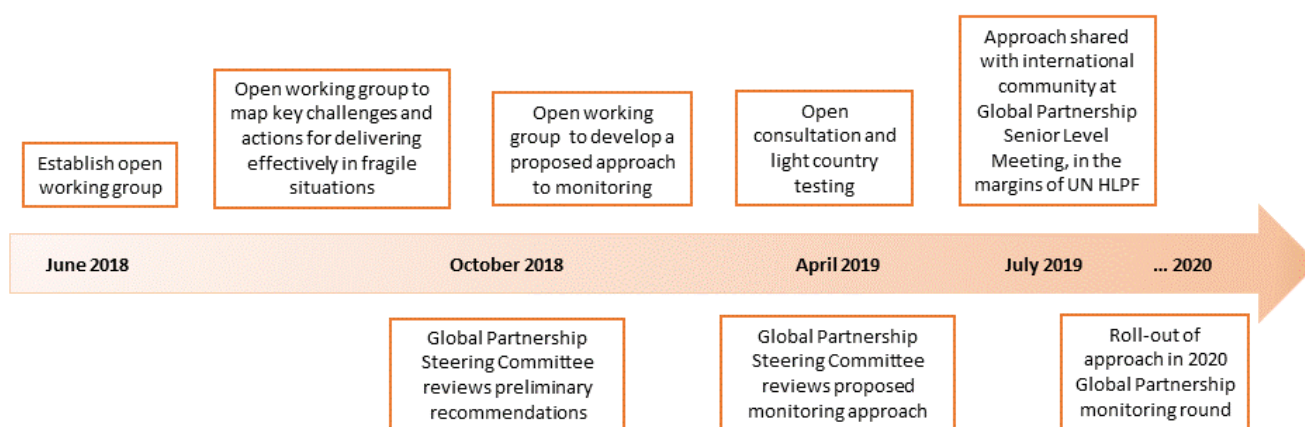 Establish open
working group
Open working group to
map key challenges and
actions for delivering
effectively in fragile
situations
Open working
group to develop a
proposed approach
to monitoring
Open
consultation and
light country
testing
Approach shared
with international
community at
Global Partnership
Senior Level
Meeting, in the
margins of UN HLPF
June 2018
October 2018
April 2019
July 2019
... 2020
Global Partnership
Steering Committee
reviews preliminary
recommendations
Global Partnership
Steering Committee
reviews proposed
monitoring approach
Roll-out of
approach in 2020
Global Partnership
monitoring round